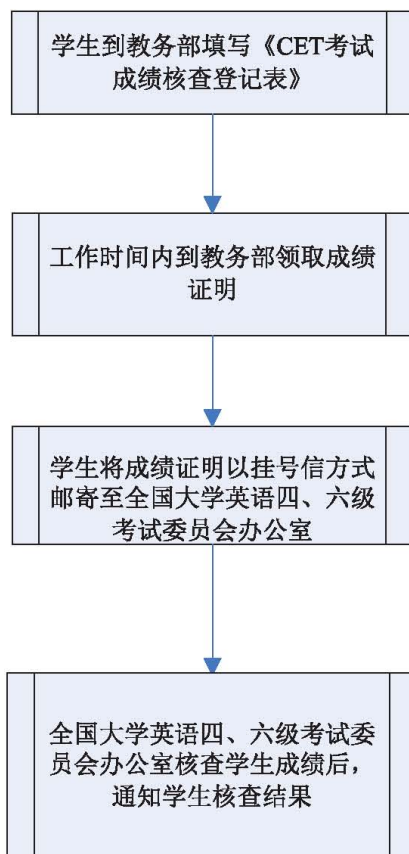 学生到教务部填写《CET考试
成绩核查登记表》
工作时间内到教务部领取成绩
证明
学生将成绩证明以挂号信方式
邮寄至全国大学英语四、六级
考试委员会办公室
全国大学英语四、六级考试委
员会办公室核查学生成绩后，
通知学生核查结果